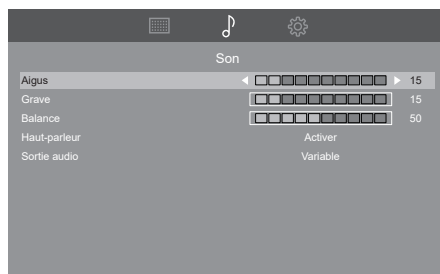 Son
Aigus 15
Grave 15
Balance 50
Haut-parleur Activer
Sortie audio Variable